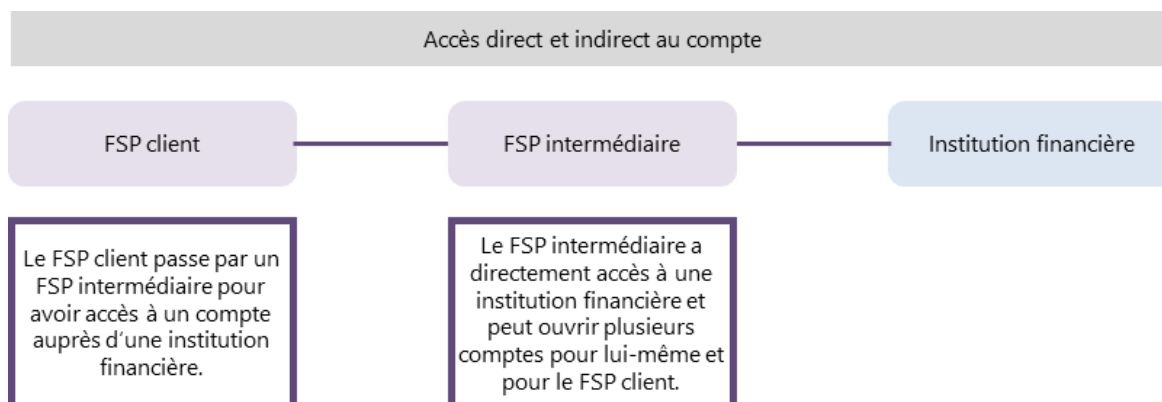 Accès direct et indirect au compte
FSP client
FSP intermédiaire
Institution financière
Le FSP client passe par un
FSP intermédiaire pour
avoir accès à un compte
auprès d’une institution
financière.
Le FSP intermédiaire a
directement accès à une
institution financière et
peut ouvrir plusieurs
comptes pour lui-même et
pour le FSP client.